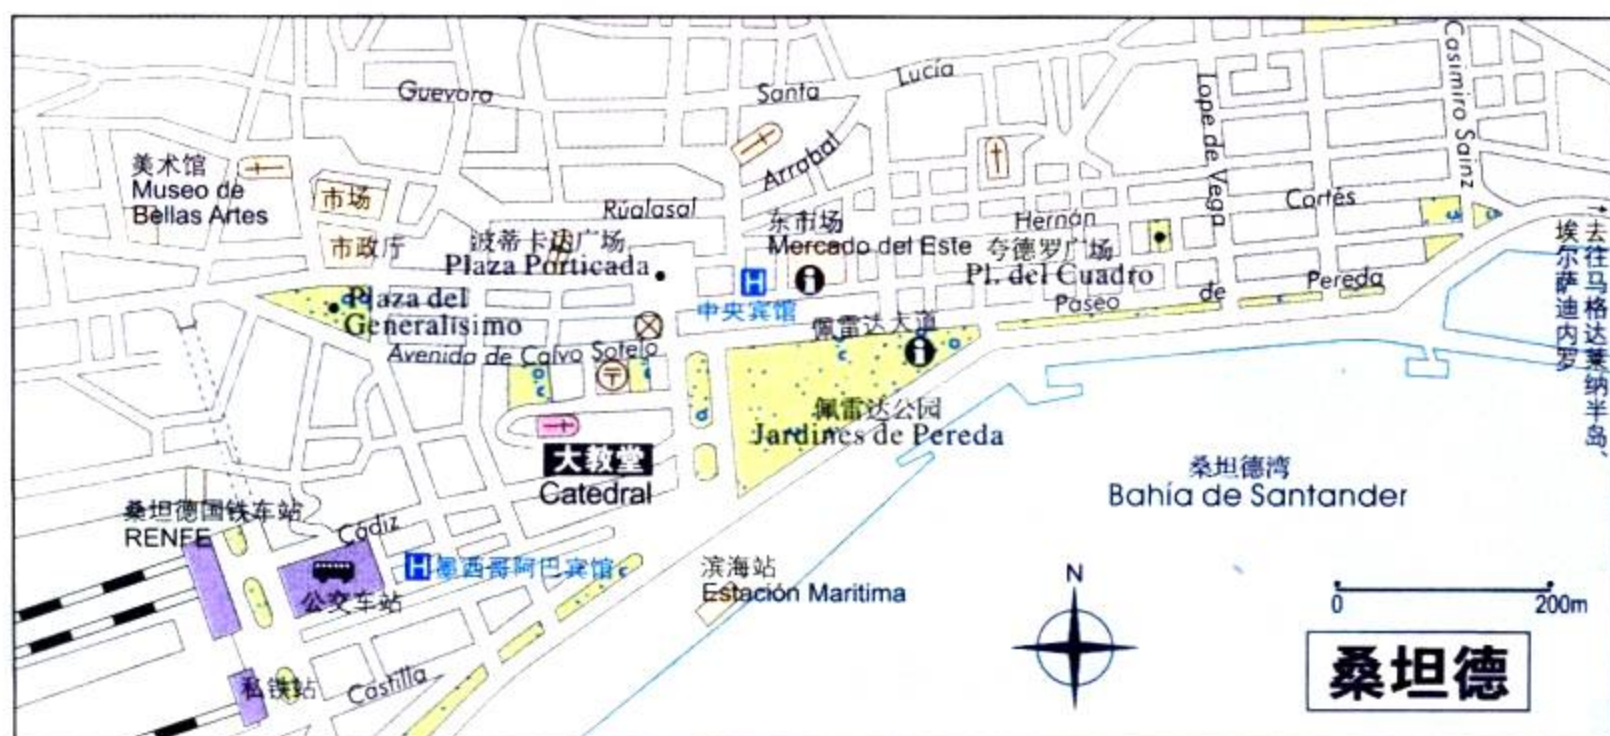 Guevara
Santa
Lucía
Lope de Vega
Casimiro Sainz
美术馆
Museo de
Bellas Artes
市场
Arrabal
Rúalasal
东市场
Mercado del Este
Hernán
Cortés
市政厅
波蒂卡达广场
Plaza Porticada
夸德罗广场
Pl. del Cuadro
Paseo
de
Pereda
去往马格达莱纳半岛、
埃尔萨迪内罗
Plaza del
Generalisimo
H
中央宾馆
i
佩雷达大道
i
Avenida de Calvo Sotelo
佩雷达公园
Jardines de Pereda
大教堂
Catedral
桑坦德湾
Bahía de Santander
桑坦德国铁车站
RENFE
Cádiz
H墨西哥阿巴宾馆
公交车站
滨海站
Estación Marítima
N
0
200m
私铁站
Castilla
桑坦德